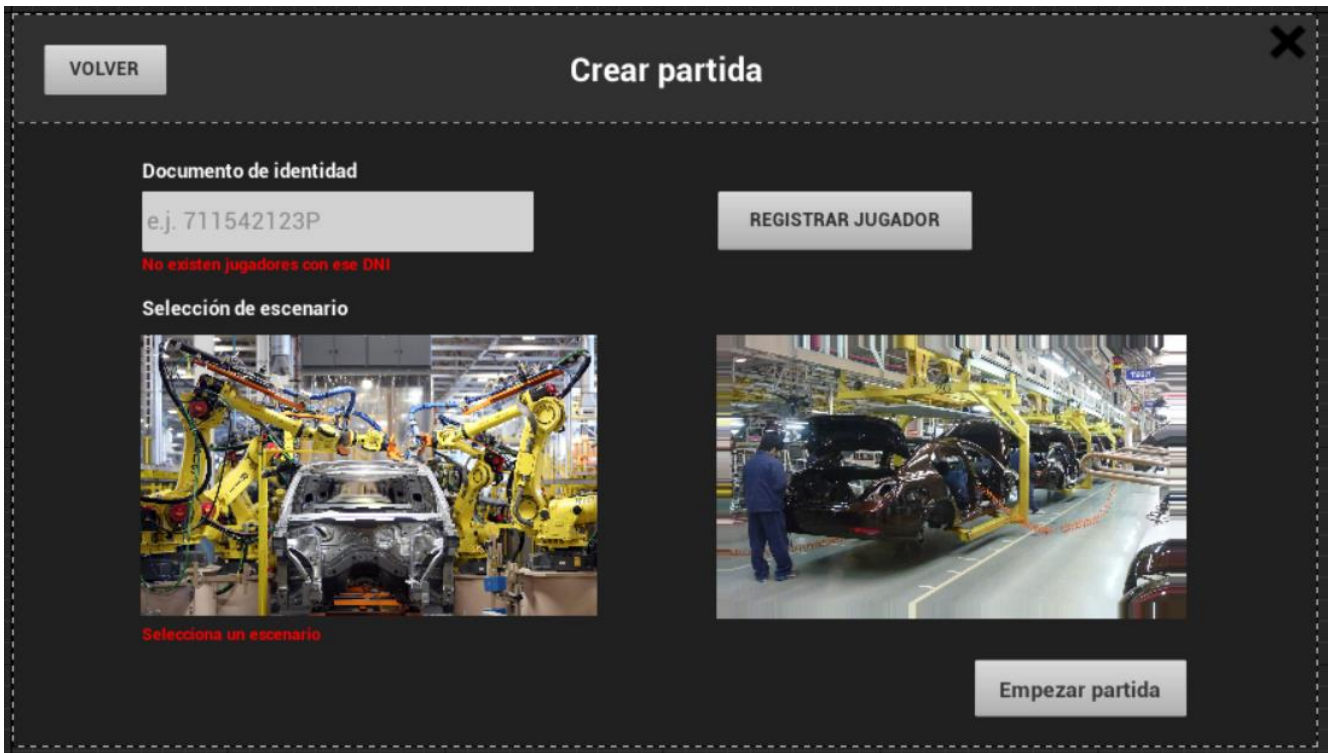 VOLVER
Crear partida
Documento de identidad
e.j. 711542123P
REGISTRAR JUGADOR
No existen jugadores con ese DNI
Selección de escenario
Selecciona un escenario
Empezar partida